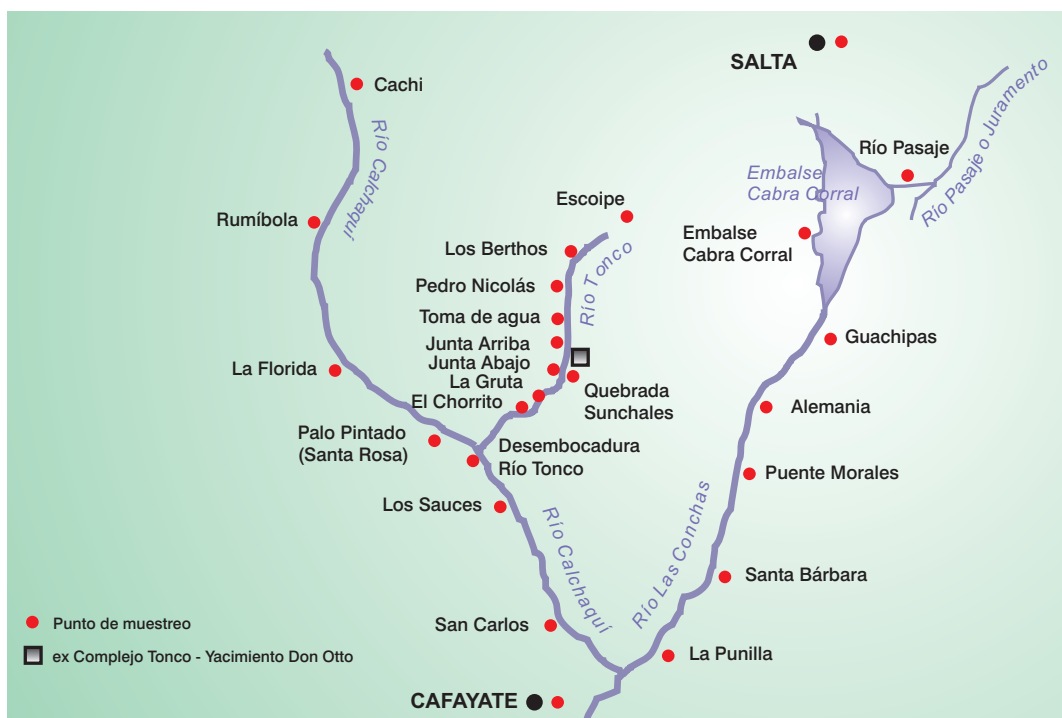 SALTA
Cachi
Río Calchaquí
Río Pasaje
Río Pasaje o Juramento
Embalse
Cabra Corral
Escoipe
Rumíbola
Embalse
Cabra Corral
Los Berthos
Río Tonco
Pedro Nicolás
Toma de agua
Guachipas
Junta Arriba
Junta Abajo
La Florida
La Gruta
Quebrada
Sunchales
El Chorrito
Alemania
Palo Pintado
(Santa Rosa)
Desembocadura
Río Tonco
Puente Morales
Los Sauces
Río Calchaquí
Río Las Conchas
Santa Bárbara
San Carlos
La Punilla
Punto de muestreo
ex Complejo Tonco - Yacimiento Don Otto
CAFAYATE